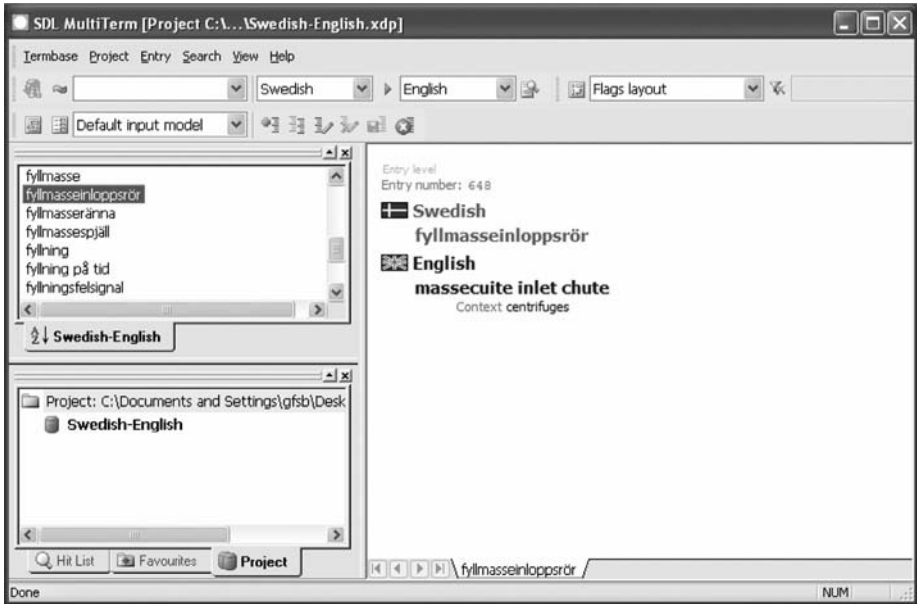 SDL MultiTerm [Project C:\...\Swedish-English.xdp]
Termbase Project Entry Search View Help
Swedish English Flags layout
Default input model
fyllmasse
fyllmasseinloppsrör
fyllmasseränna
fyllmassespjäll
fyllning
fyllning på tid
fyllningsfelsignal
Swedish-English
Project: C:\Documents and Settings\gfsb\Desk
Swedish-English
Hit List Favourites Project
Entry level
Entry number: 648
Swedish
fyllmasseinloppsrör
English
massecuite inlet chute
Context centrifuges
fyllmasseinloppsrör
Done NUM